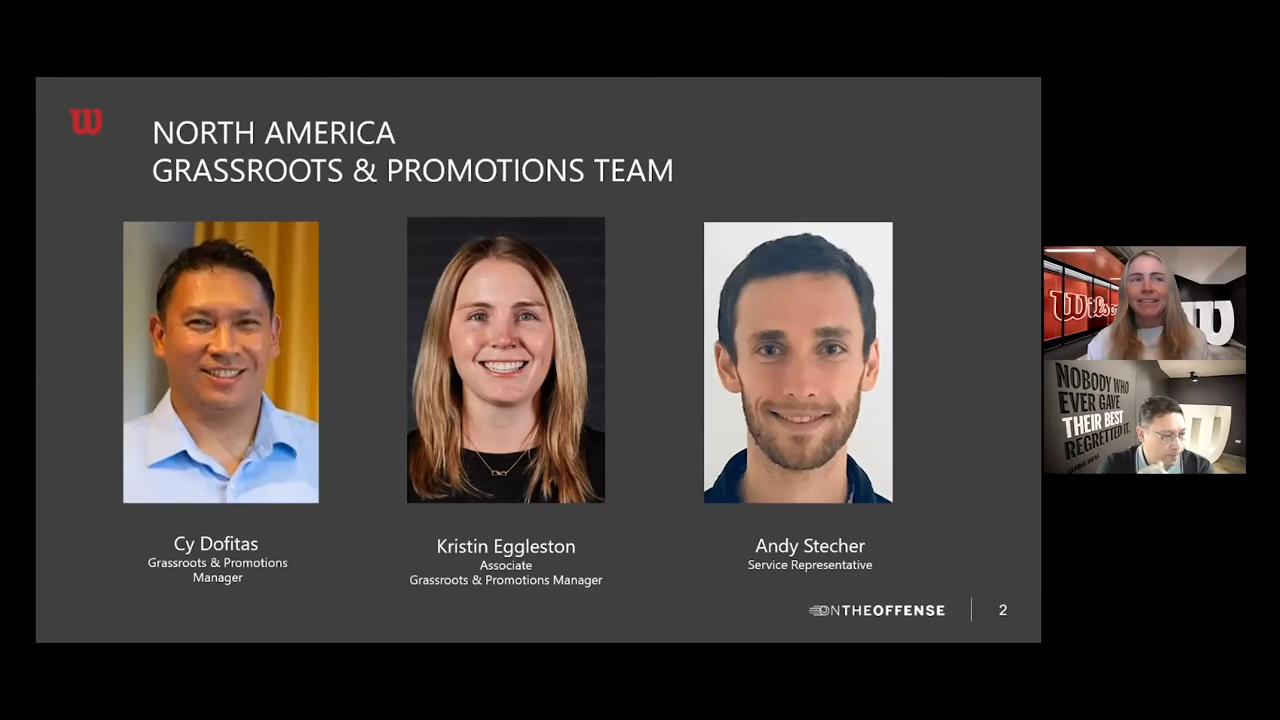 W
NORTH AMERICA
GRASSROOTS & PROMOTIONS TEAM
Cy Dofitas
Grassroots & Promotions
Manager
Kristin Eggleston
Associate
Grassroots & Promotions Manager
Andy Stecher
Service Representative
ONTHEOFFENSE
2
Wilso
W
NOBODY WHO
EVER GAVE
THEIR BEST
REGRETTED IT.